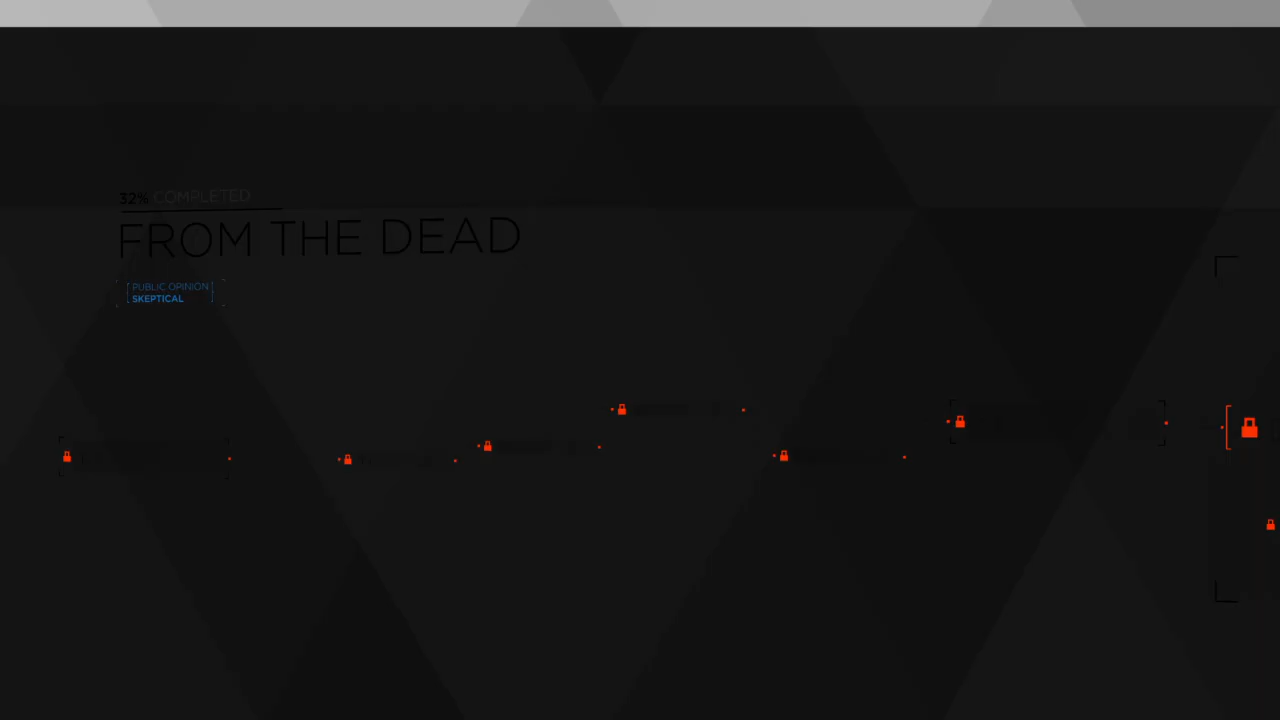 32% COMPLETED
FROM THE DEAD
PUBLIC OPINION
SKEPTICAL